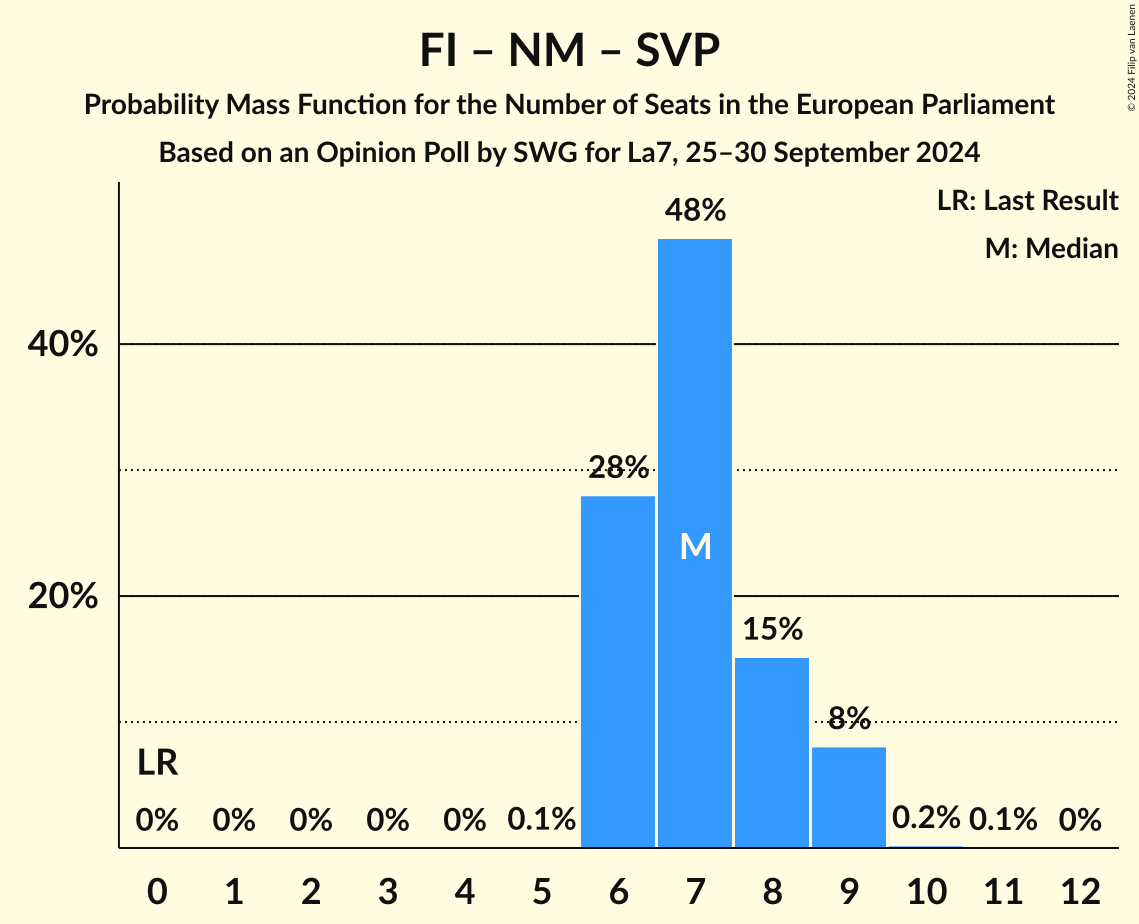 FI – NM – SVP
Probability Mass Function for the Number of Seats in the European Parliament
Based on an Opinion Poll by SWG for La7, 25–30 September 2024
© 2024 Filip van Laenen
LR: Last Result
M: Median
48%
40%
28%
M
20%
15%
8%
LR
0% 0% 0% 0% 0% 0.1% 0.2% 0.1% 0%
0 1 2 3 4 5 6 7 8 9 10 11 12